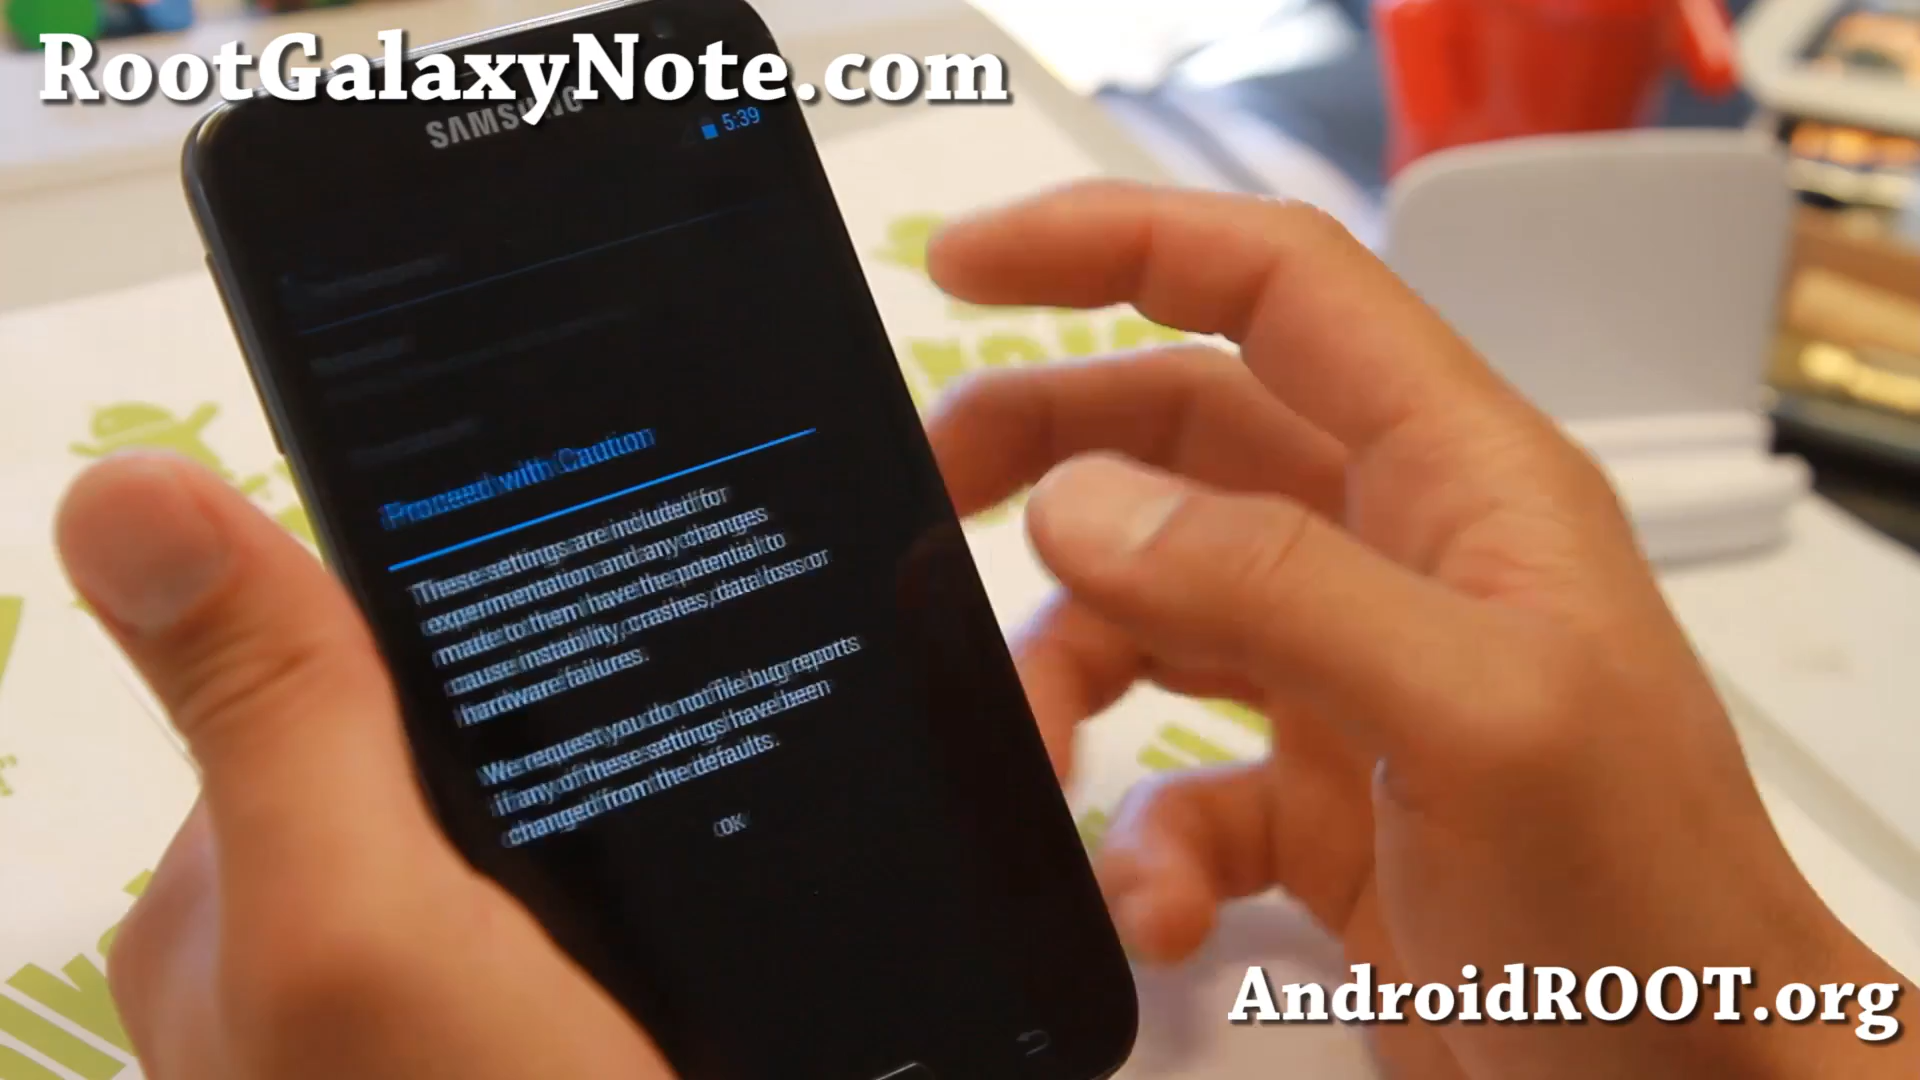 RootGalaxyNote.com
SAMSUNG
5:39
Proceed with Caution
These settings are included for
experimentation and any changes
made to them have the potential to
cause instability, crashes, data loss or
hardware failures.
We request you do not file bug reports
if any of these settings have been
changed from the defaults.
OK
AndroidROOT.org